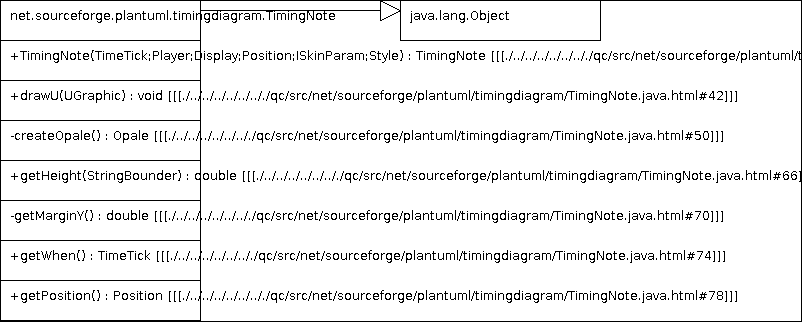 net.sourceforge.plantuml.timingdiagram.TimingNote
java.lang.Object
+TimingNote(TimeTick;Player;Display;Position;ISkinParam;Style) : TimingNote [[[./../../../../../../../qc/src/net/sourceforge/plantuml/t
+drawU(UGraphic) : void [[[./../../../../../../../qc/src/net/sourceforge/plantuml/timingdiagram/TimingNote.java.html#42]]]
-createOpale() : Opale [[[./../../../../../../../qc/src/net/sourceforge/plantuml/timingdiagram/TimingNote.java.html#50]]]
+getHeight(StringBounder) : double [[[./../../../../../../../qc/src/net/sourceforge/plantuml/timingdiagram/TimingNote.java.html#66]
-getMarginY() : double [[[./../../../../../../../qc/src/net/sourceforge/plantuml/timingdiagram/TimingNote.java.html#70]]]
+getWhen() : TimeTick [[[./../../../../../../../qc/src/net/sourceforge/plantuml/timingdiagram/TimingNote.java.html#74]]]
+getPosition() : Position [[[./../../../../../../../qc/src/net/sourceforge/plantuml/timingdiagram/TimingNote.java.html#78]]]